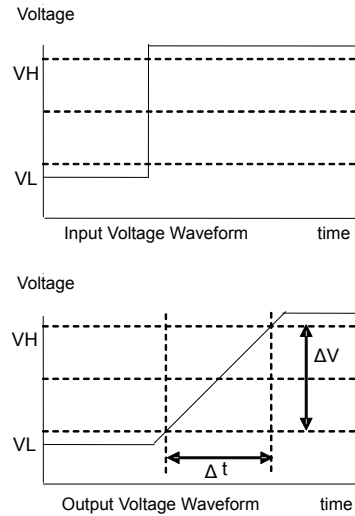 Voltage
VH
VL
Input Voltage Waveform time
Voltage
VH
ΔV
VL
Δ t
Output Voltage Waveform time